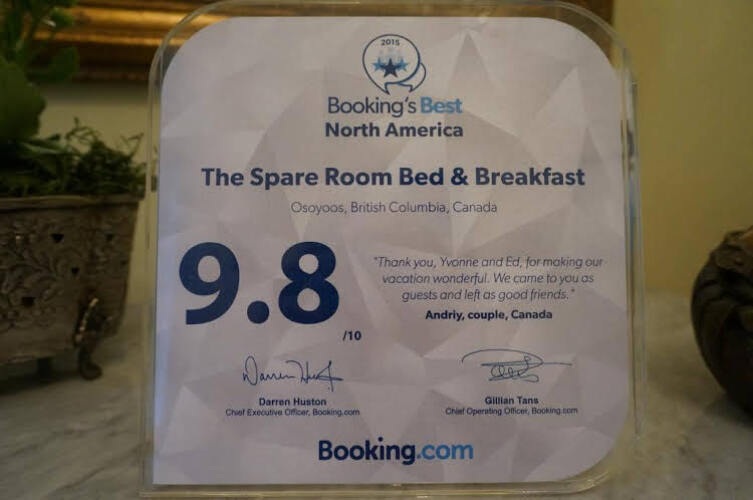 2015
Booking's Best
North America
The Spare Room Bed & Breakfast
Osoyoos, British Columbia, Canada
9.8
/10
"Thank you, Yvonne and Ed, for making our
vacation wonderful. We came to you as
guests and left as good friends."
Andriy, couple, Canada
Darren Huston
Chief Executive Officer, Booking.com
Gillian Tans
Chief Operating Officer, Booking.com
Booking.com